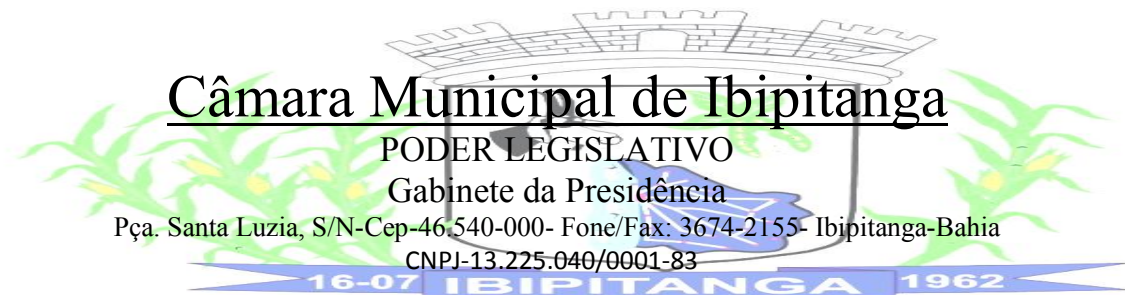 Câmara Municipal de Ibipitanga
PODER LEGISLATIVO
Gabinete da Presidência
Pça. Santa Luzia, S/N-Cep-46.540-000- Fone/Fax: 3674-2155- Ibipitanga-Bahia
CNPJ-13.225.040/0001-83
16-07 IBIPITANGA 1962